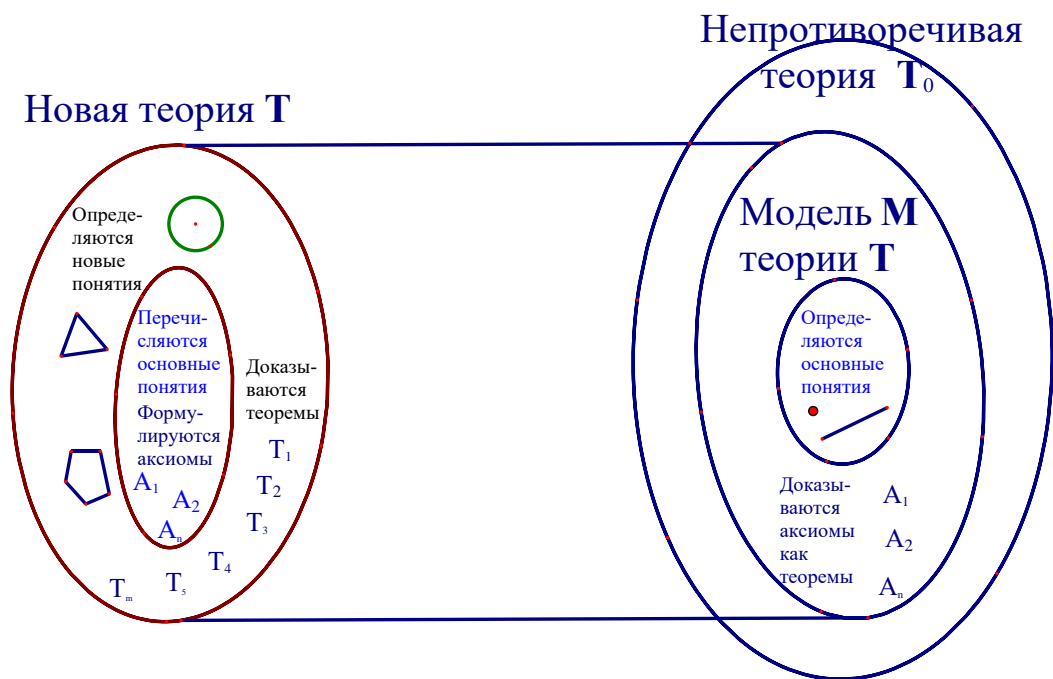 Новая теория T
Опреде-
ляются
новые
понятия
Перечи-
сляются
основные
понятия
Форму-
лируются
аксиомы
A₁
A₂
Aₙ
Доказы-
ваются
теоремы
T₁
T₂
T₃
T₄
T₅
Tₘ
Непротиворечивая
теория T₀
Модель M
теории T
Опреде-
ляются
основные
понятия
Доказы-
ваются
аксиомы
как
теоремы
A₁
A₂
Aₙ